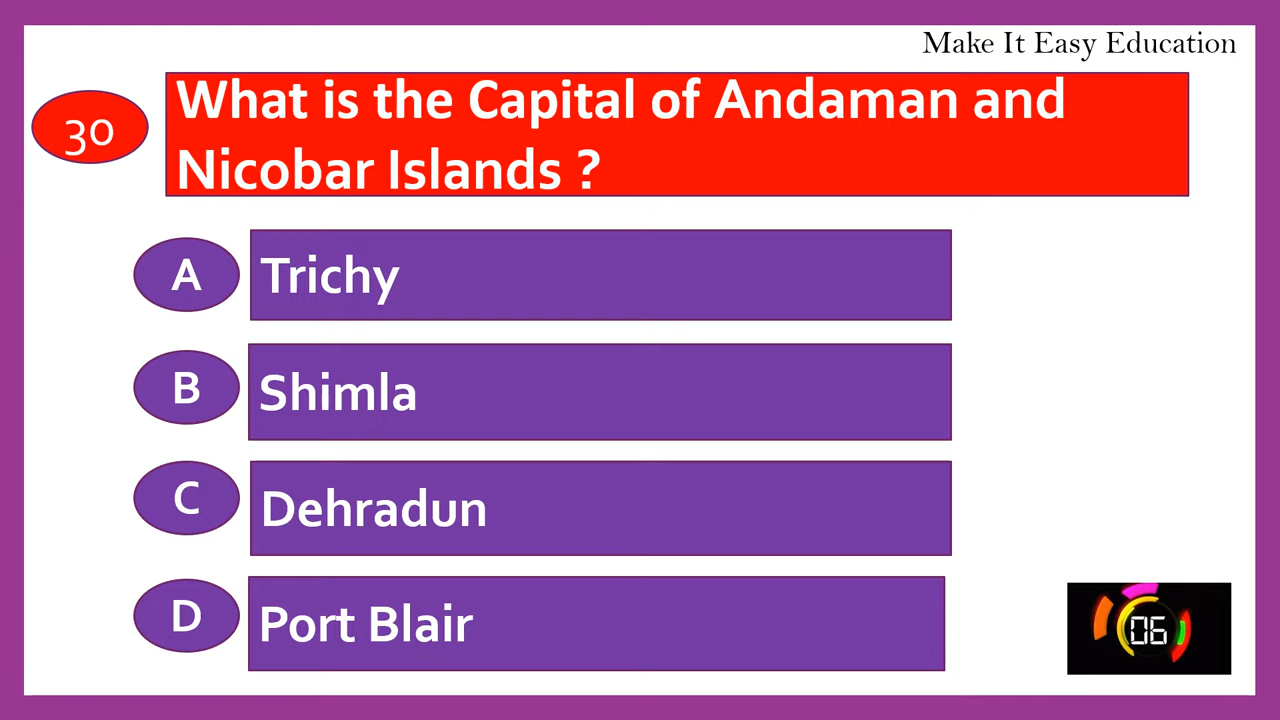 Make It Easy Education
30
What is the Capital of Andaman and
Nicobar Islands ?
A
Trichy
B
Shimla
C
Dehradun
D
Port Blair
06